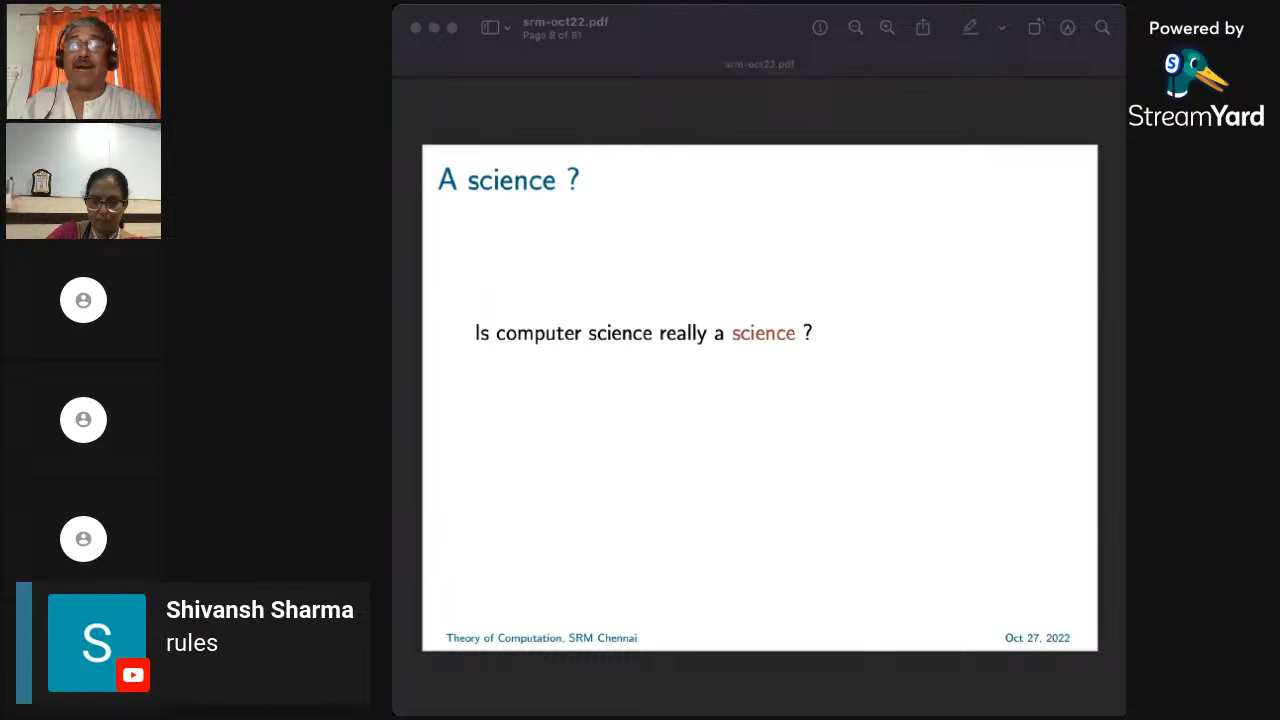 srm-oct22.pdf
Page 8 of 81
srm-oct22.pdf
Powered by
S
StreamYard
A science ?
Is computer science really a science ?
Theory of Computation, SRM Chennai
Oct 27, 2022
S
Shivansh Sharma
rules